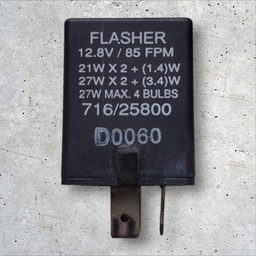 FLASHER
12.8V / 85 FPM
21W X 2 + (1.4)W
27W X 2 + (3.4)W
27W MAX. 4 BULBS
716/25800
D0060